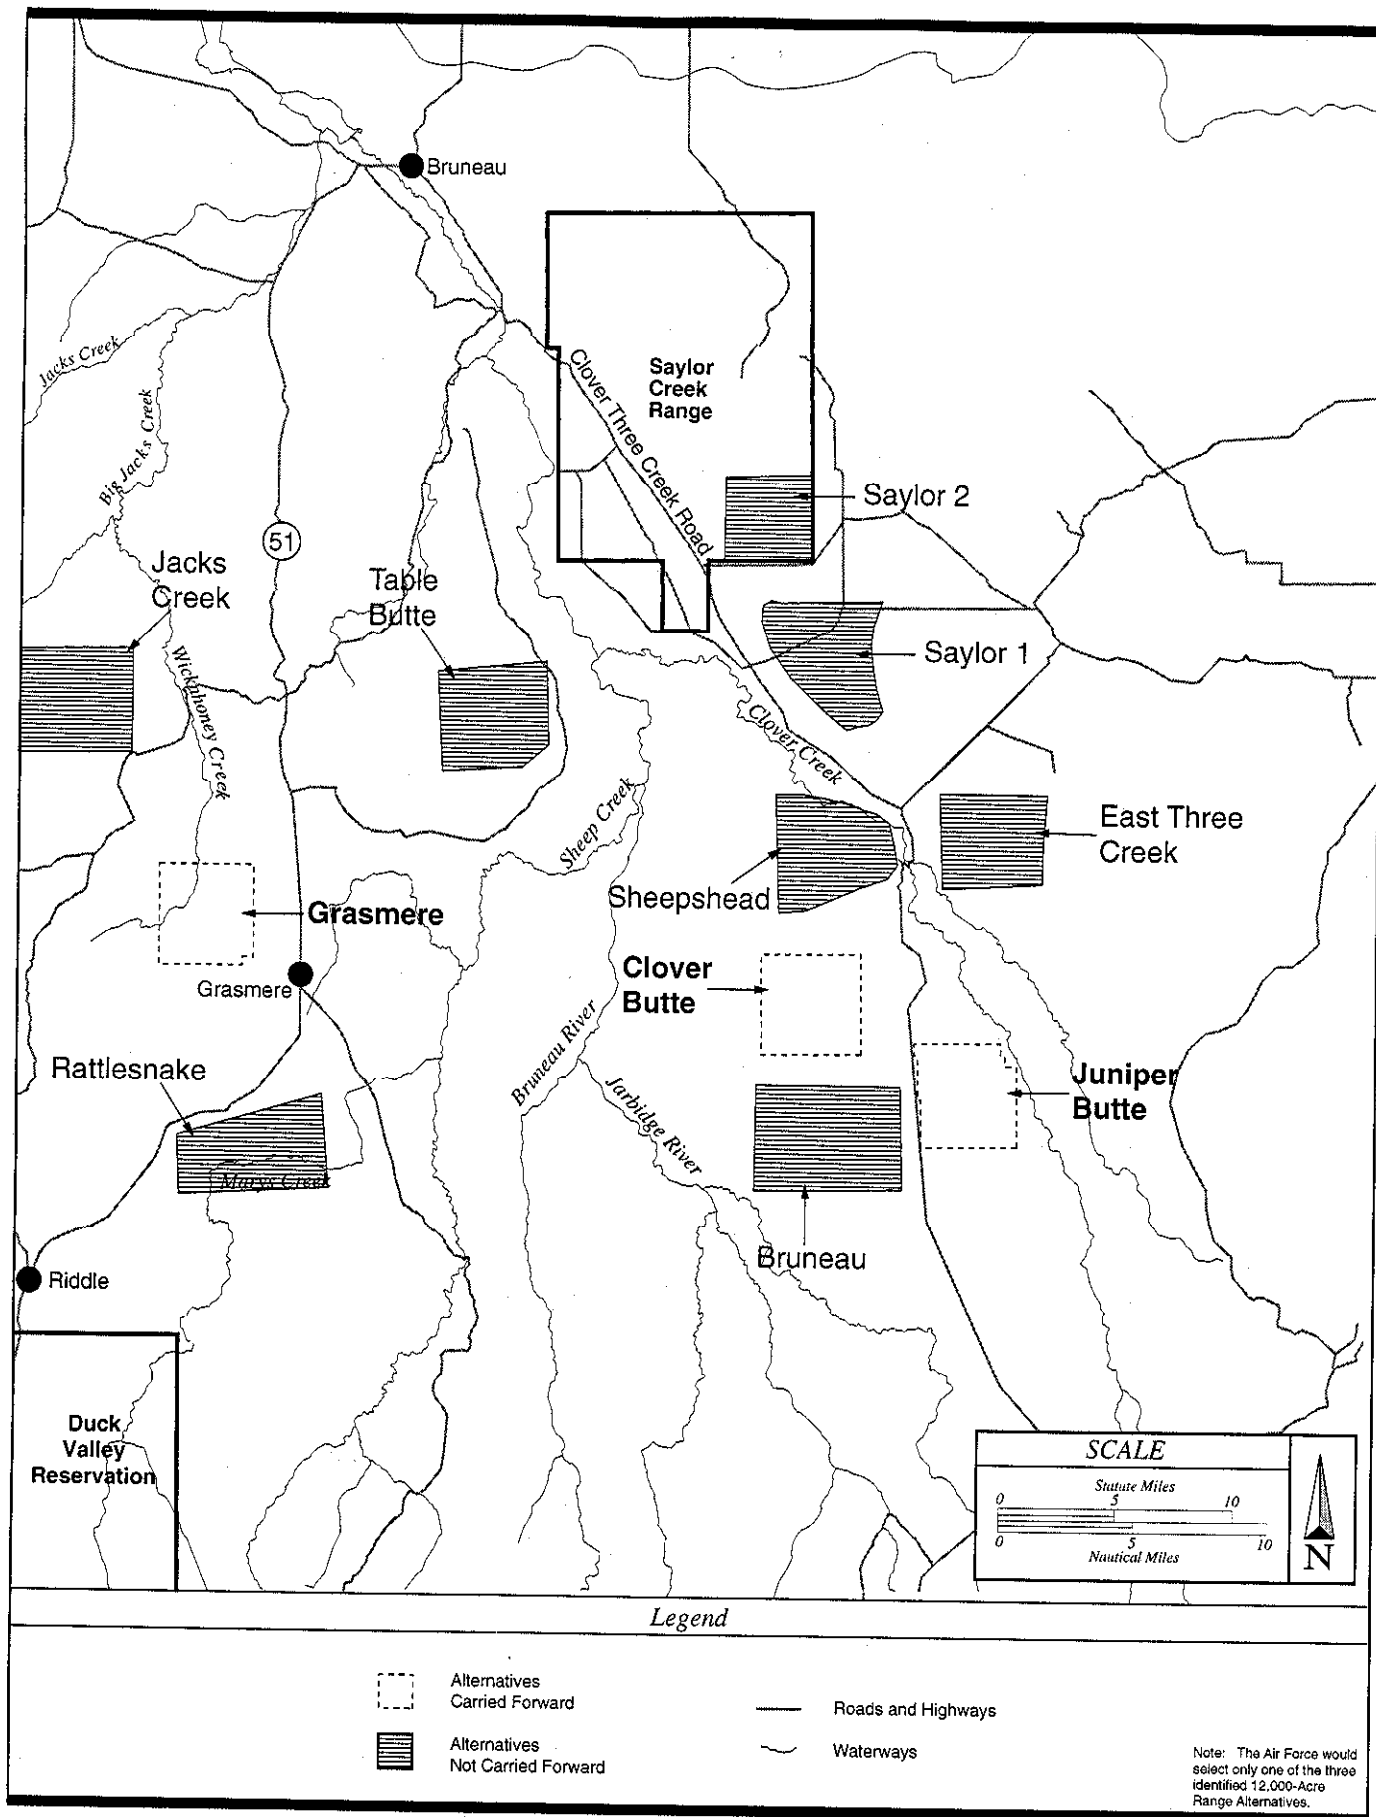 Bruneau
Saylor
Creek
Range
Clover Three Creek Road
Jacks Creek
Big Jacks Creek
Saylor 2
51
Jacks
Creek
Table
Butte
Saylor 1
Wickahoney Creek
Clover Creek
Sheep Creek
East Three
Creek
Sheepshead
Grasmere
Clover
Butte
Grasmere
Bruneau River
Rattlesnake
Jarbidge River
Juniper
Butte
Marys Creek
Bruneau
Riddle
Duck
Valley
Reservation
SCALE
Statute Miles
0 5 10
0 5 10
Nautical Miles
N
Legend
Alternatives
Carried Forward
Roads and Highways
Alternatives
Not Carried Forward
Waterways
Note: The Air Force would
select only one of the three
identified 12,000-Acre
Range Alternatives.